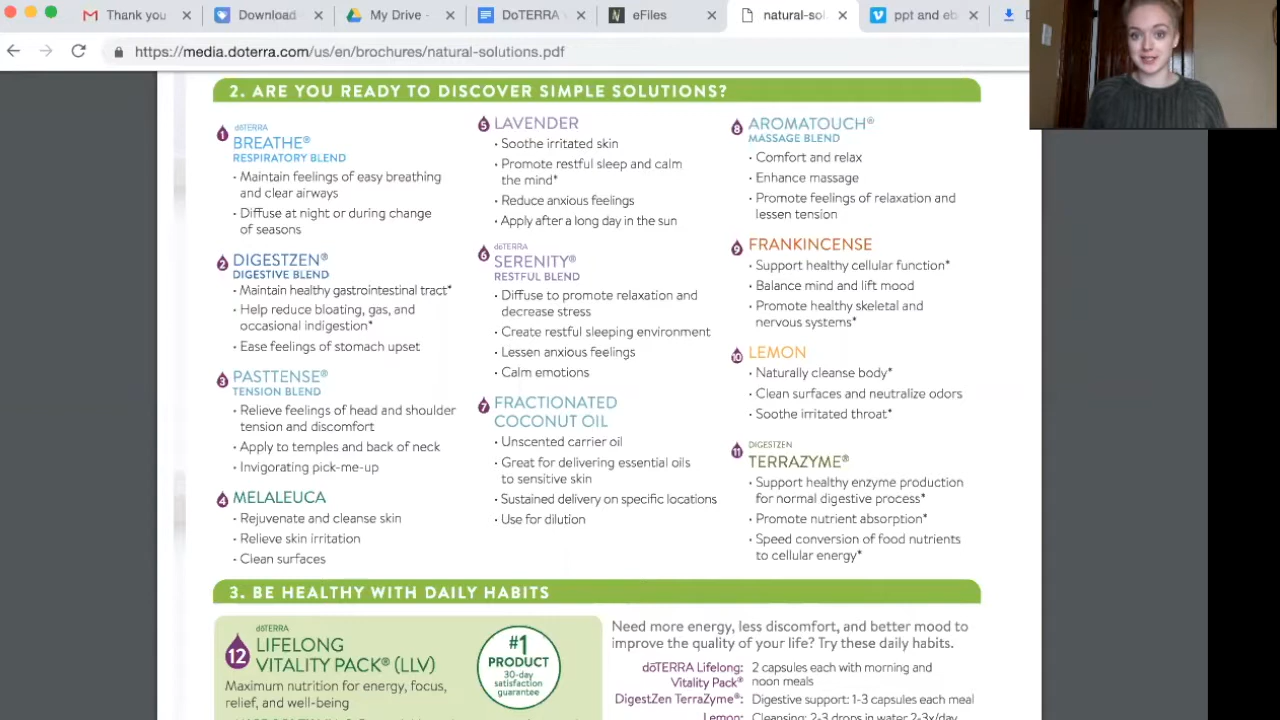 Thank you
Download
My Drive -
DoTERRA
eFiles
natural-sol
ppt and eb
https://media.doterra.com/us/en/brochures/natural-solutions.pdf
2. ARE YOU READY TO DISCOVER SIMPLE SOLUTIONS?
1
dōTERRA
BREATHE®
RESPIRATORY BLEND
· Maintain feelings of easy breathing
and clear airways
· Diffuse at night or during change
of seasons
2
DIGESTZEN®
DIGESTIVE BLEND
· Maintain healthy gastrointestinal tract*
· Help reduce bloating, gas, and
occasional indigestion*
· Ease feelings of stomach upset
3
PASTTENSE®
TENSION BLEND
· Relieve feelings of head and shoulder
tension and discomfort
· Apply to temples and back of neck
· Invigorating pick-me-up
4
MELALEUCA
· Rejuvenate and cleanse skin
· Relieve skin irritation
· Clean surfaces
5
LAVENDER
· Soothe irritated skin
· Promote restful sleep and calm
the mind*
· Reduce anxious feelings
· Apply after a long day in the sun
6
dōTERRA
SERENITY®
RESTFUL BLEND
· Diffuse to promote relaxation and
decrease stress
· Create restful sleeping environment
· Lessen anxious feelings
· Calm emotions
7
FRACTIONATED
COCONUT OIL
· Unscented carrier oil
· Great for delivering essential oils
to sensitive skin
· Sustained delivery on specific locations
· Use for dilution
8
AROMATOUCH®
MASSAGE BLEND
· Comfort and relax
· Enhance massage
· Promote feelings of relaxation and
lessen tension
9
FRANKINCENSE
· Support healthy cellular function*
· Balance mind and lift mood
· Promote healthy skeletal and
nervous systems*
10
LEMON
· Naturally cleanse body*
· Clean surfaces and neutralize odors
· Soothe irritated throat*
11
DIGESTZEN
TERRAZYME®
· Support healthy enzyme production
for normal digestive process*
· Promote nutrient absorption*
· Speed conversion of food nutrients
to cellular energy*
3. BE HEALTHY WITH DAILY HABITS
12
dōTERRA
LIFELONG
VITALITY PACK® (LLV)
Maximum nutrition for energy, focus,
relief, and well-being
#1
PRODUCT
30-day
satisfaction
guarantee
Need more energy, less discomfort, and better mood to
improve the quality of your life? Try these daily habits.
dōTERRA Lifelong: 2 capsules each with morning and
Vitality Pack® noon meals
DigestZen TerraZyme®: Digestive support: 1-3 capsules each meal
Lemon: Cleansing: 2-3 drops in water 2-3x/day